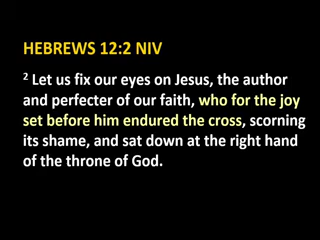 HEBREWS 12:2 NIV
2 Let us fix our eyes on Jesus, the author
and perfecter of our faith, who for the joy
set before him endured the cross, scorning
its shame, and sat down at the right hand
of the throne of God.